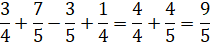 3/4 + 7/5 − 3/5 + 1/4 = 4/4 + 4/5 = 9/5